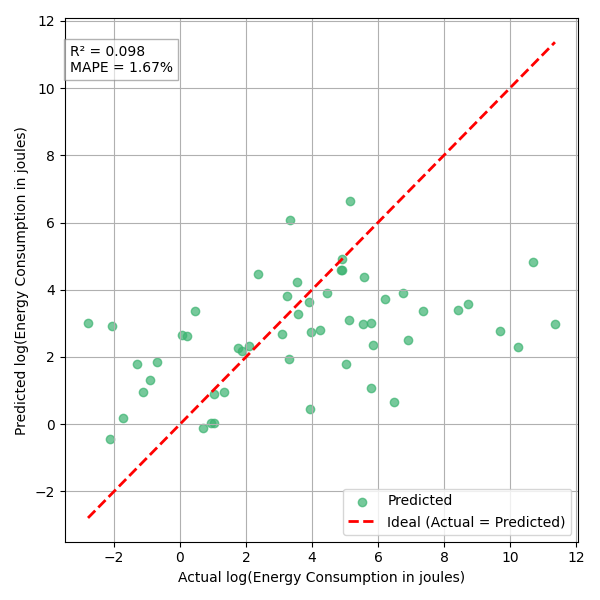 R² = 0.098
MAPE = 1.67%
12
10
8
6
4
2
0
−2
Predicted log(Energy Consumption in joules)
Predicted
Ideal (Actual = Predicted)
−2 0 2 4 6 8 10 12
Actual log(Energy Consumption in joules)